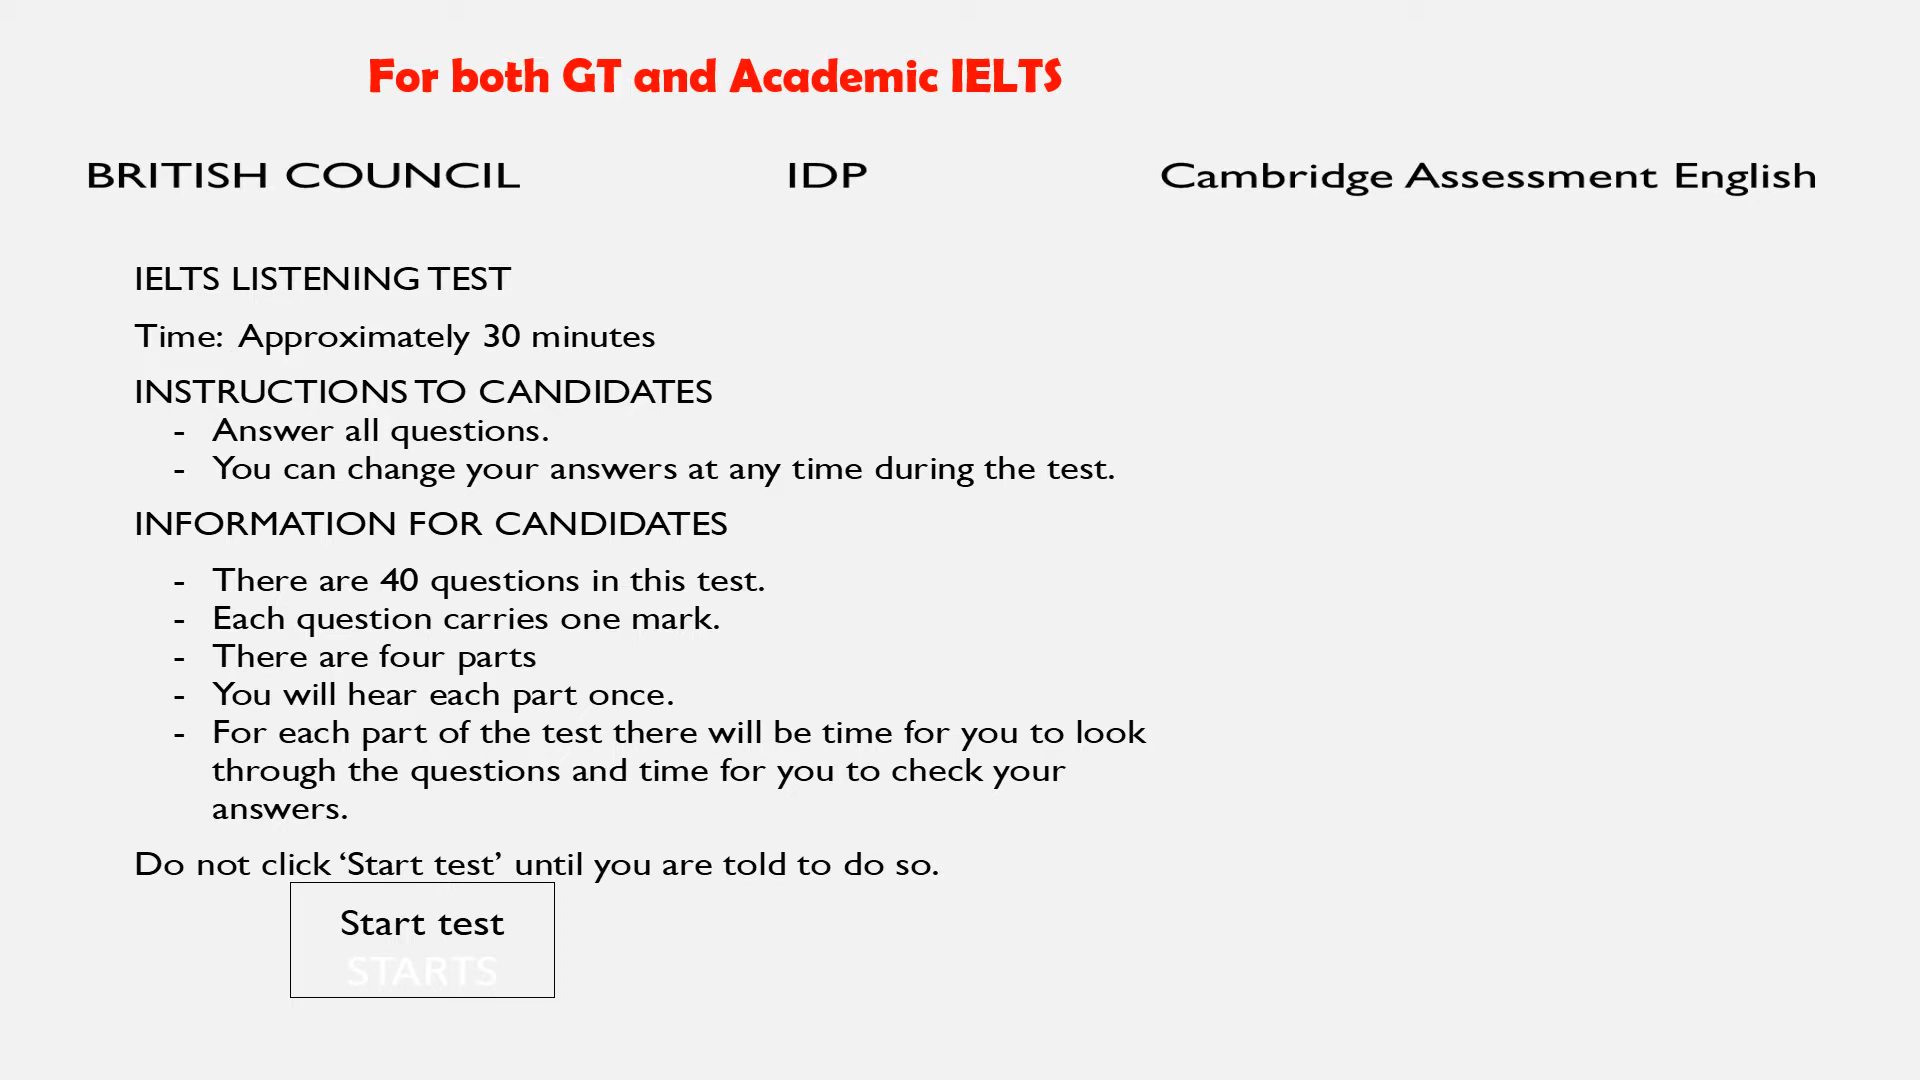 For both GT and Academic IELTS
BRITISH COUNCIL IDP Cambridge Assessment English
IELTS LISTENING TEST
Time: Approximately 30 minutes
INSTRUCTIONS TO CANDIDATES
- Answer all questions.
- You can change your answers at any time during the test.
INFORMATION FOR CANDIDATES
- There are 40 questions in this test.
- Each question carries one mark.
- There are four parts
- You will hear each part once.
- For each part of the test there will be time for you to look
through the questions and time for you to check your
answers.
Do not click ‘Start test’ until you are told to do so.
Start test
STARTS